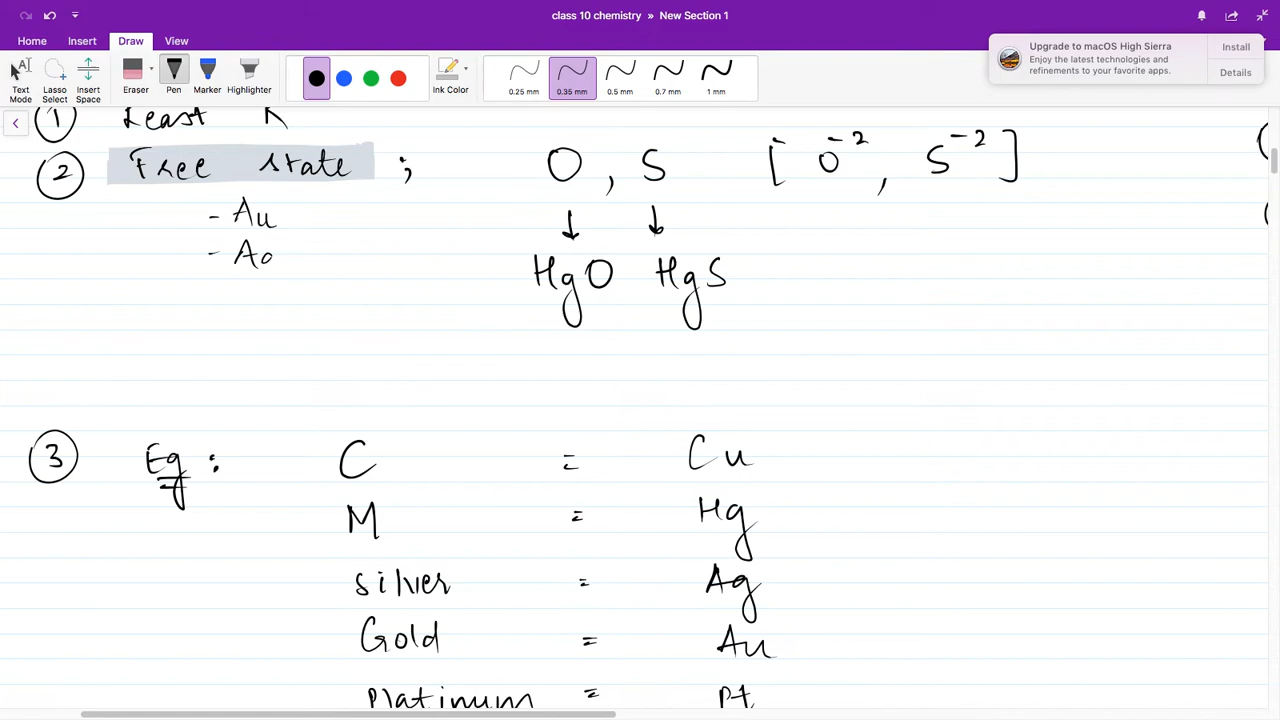 class 10 chemistry » New Section 1
Home Insert Draw View
Upgrade to macOS High Sierra
Enjoy the latest technologies and
refinements to your favorite apps.
Install
Details
Text Mode
Lasso Select
Insert Space
Eraser
Pen
Marker
Highlighter
Ink Color
0.25 mm 0.35 mm 0.5 mm 0.7 mm 1 mm
① Least
② Free state ; O , S [ O⁻² , S⁻² ]
- Au
- Ao
↓ ↓
HgO HgS
③ Eg : C = Cu
M = Hg
silver = Ag
Gold = Au
Platinum = Pt